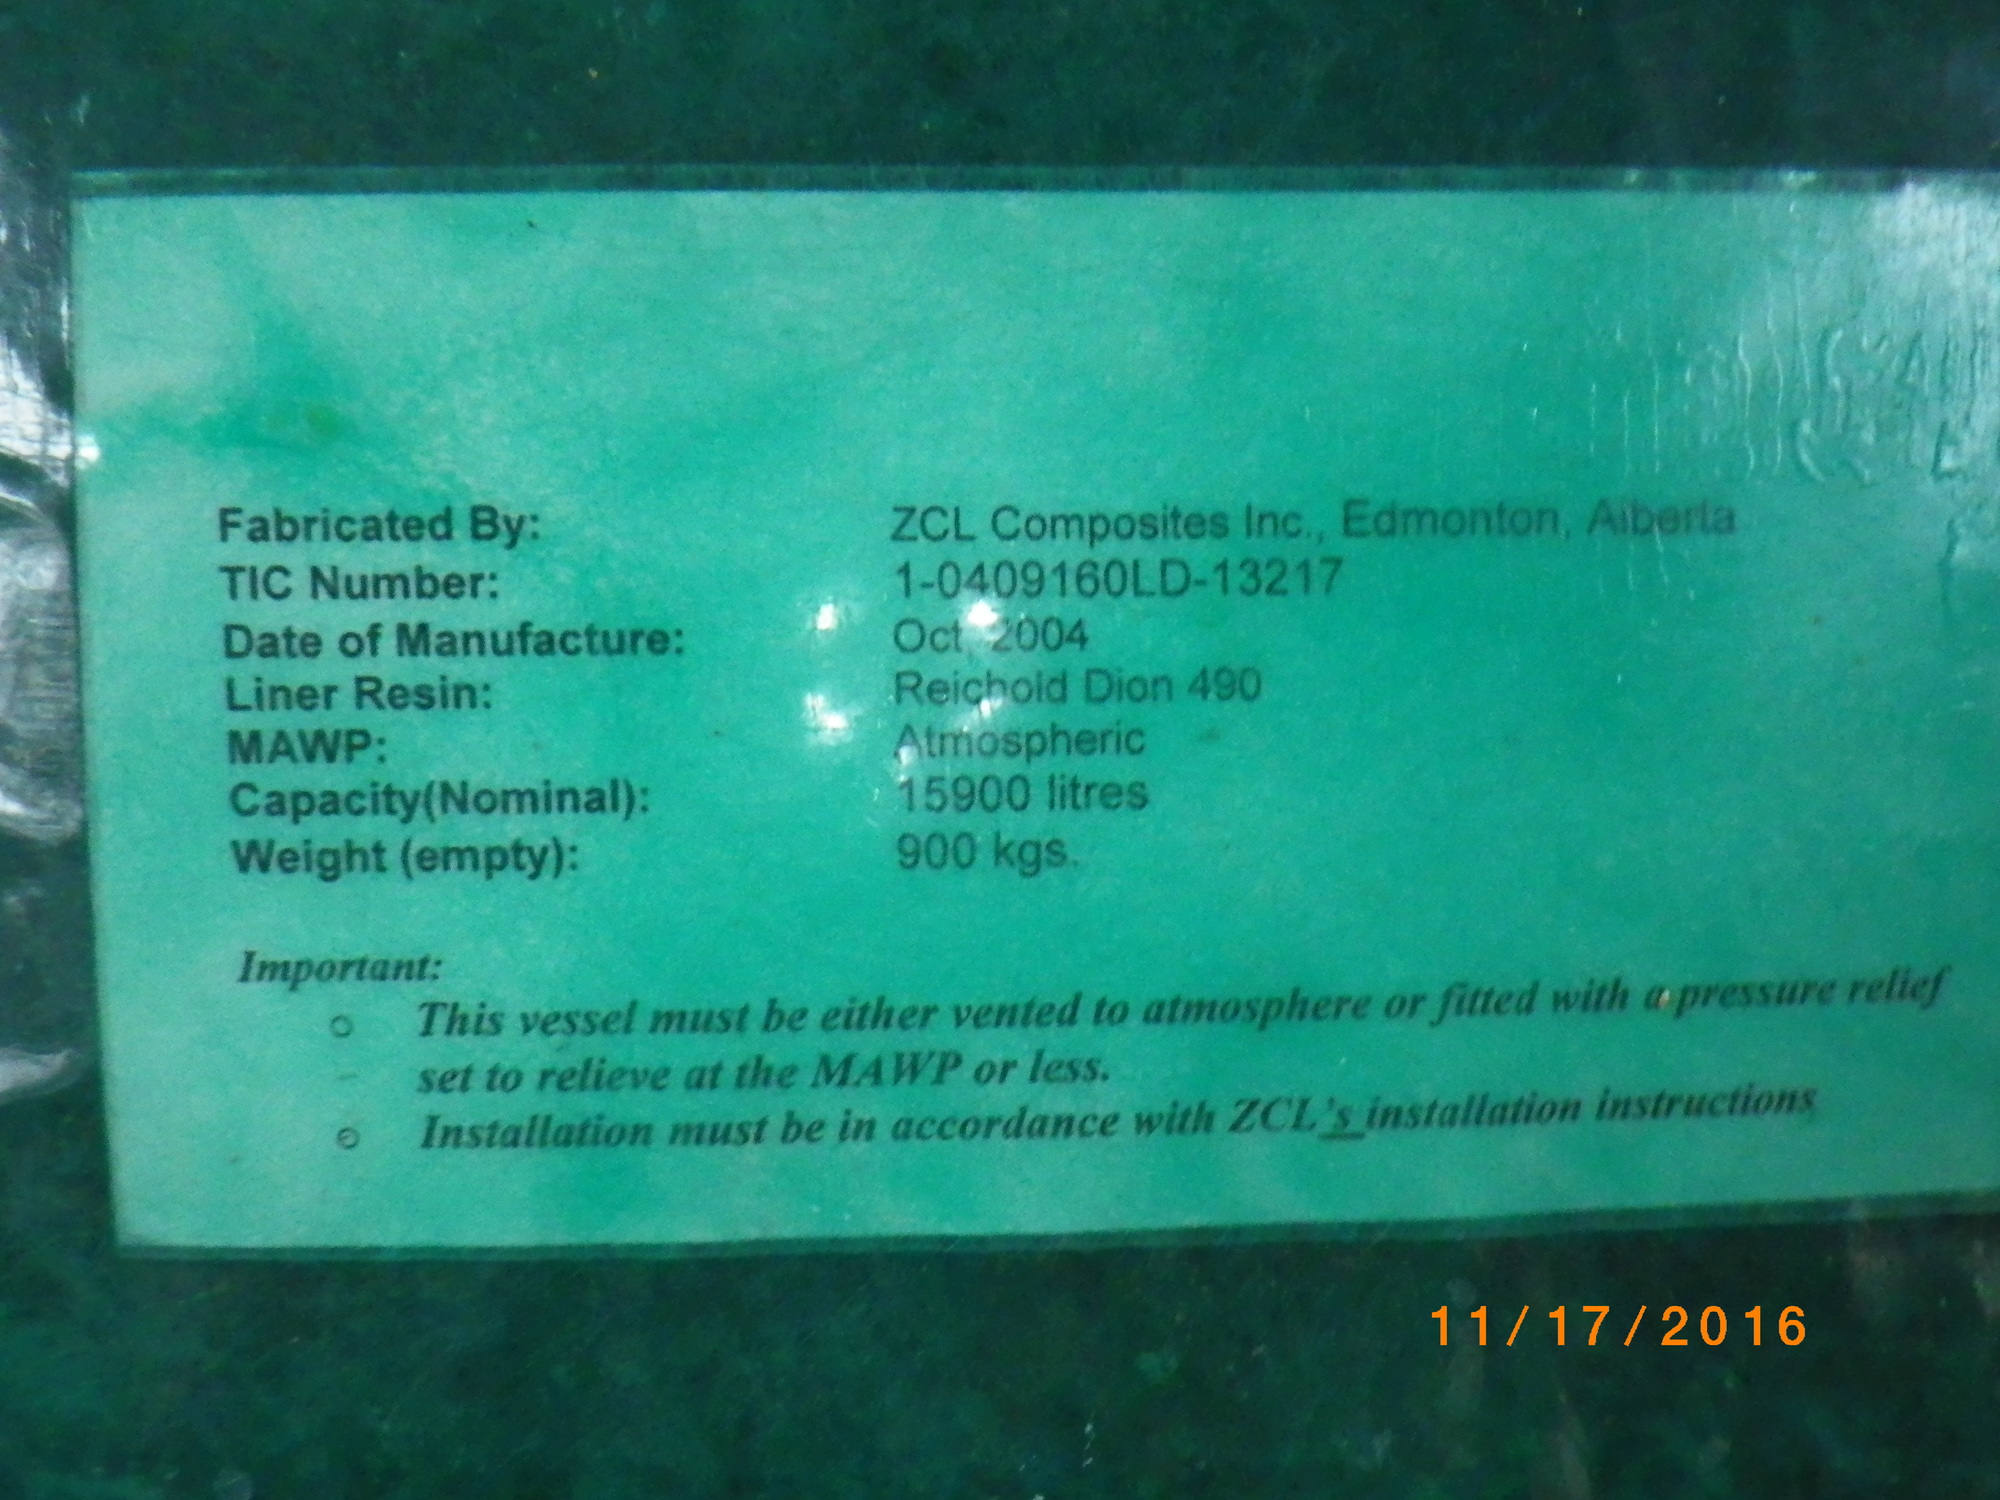 Fabricated By: ZCL Composites Inc., Edmonton, Alberta
TIC Number: 1-0409160LD-13217
Date of Manufacture: Oct 2004
Liner Resin: Reichold Dion 490
MAWP: Atmospheric
Capacity(Nominal): 15900 litres
Weight (empty): 900 kgs.
Important:
This vessel must be either vented to atmosphere or fitted with a pressure relief
set to relieve at the MAWP or less.
Installation must be in accordance with ZCL's installation instructions
11/17/2016